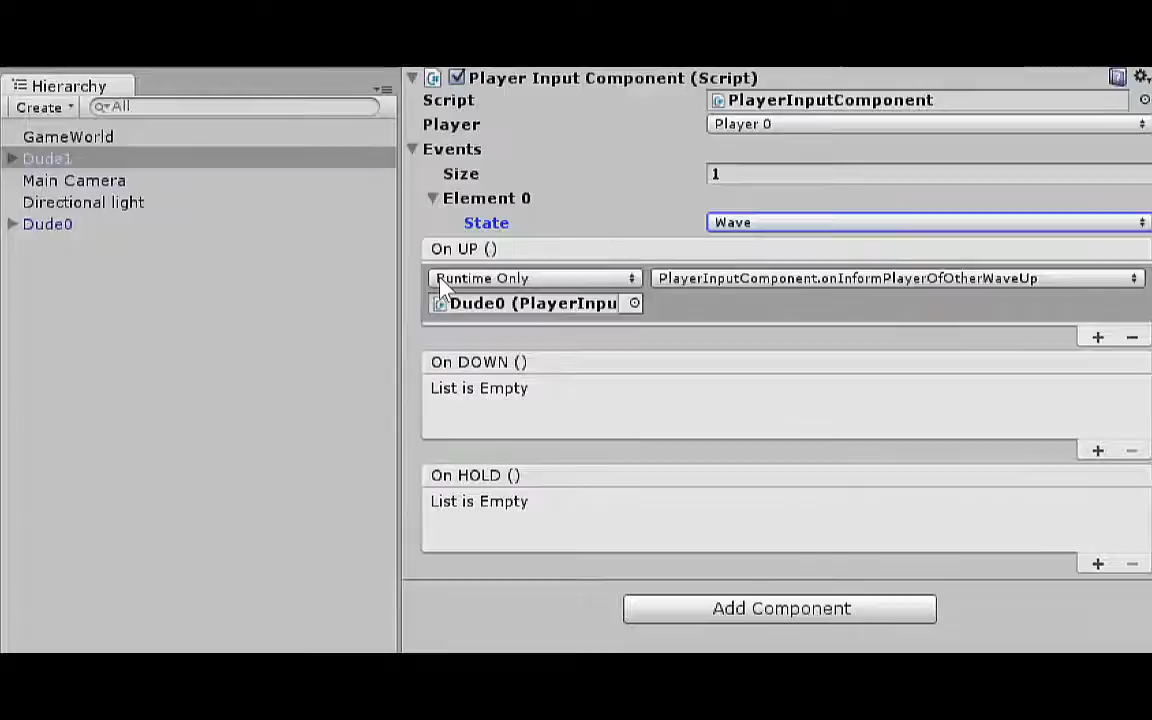 Hierarchy
Create
All
GameWorld
Dude1
Main Camera
Directional light
Dude0
Player Input Component (Script)
Script PlayerInputComponent
Player Player 0
Events
Size 1
Element 0
State Wave
On UP ()
Runtime Only PlayerInputComponent.onInformPlayerOfOtherWaveUp
Dude0 (PlayerInpu
+ −
On DOWN ()
List is Empty
+ −
On HOLD ()
List is Empty
+ −
Add Component